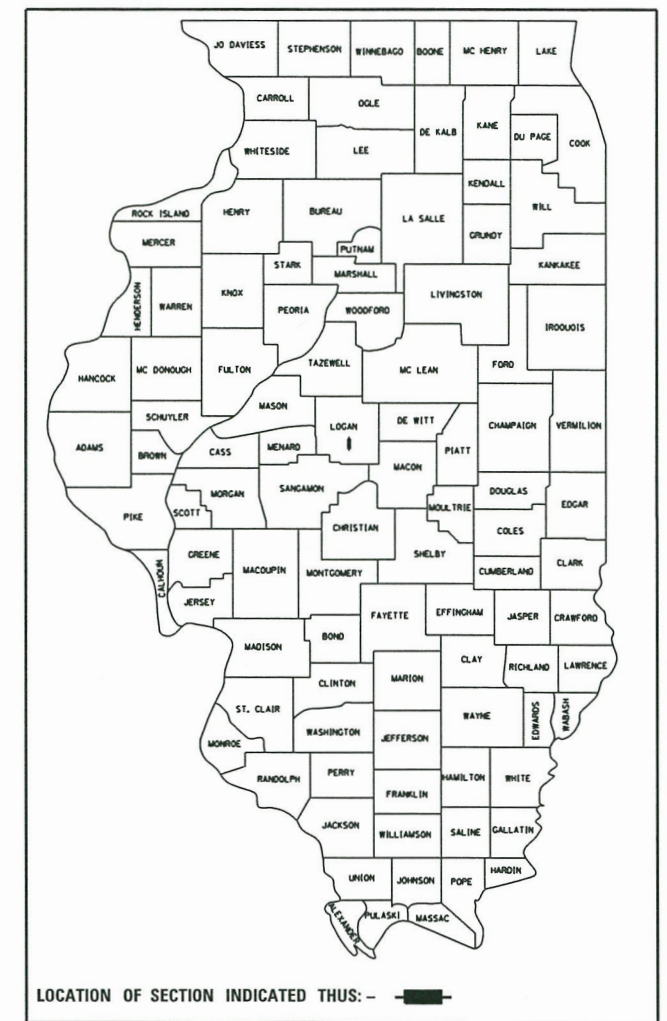 JO DAVIESS
STEPHENSON
WINNEBAGO
BOONE
MC HENRY
LAKE
CARROLL
OGLE
DE KALB
KANE
DU PAGE
COOK
WHITESIDE
LEE
KENDALL
ROCK ISLAND
HENRY
BUREAU
LA SALLE
WILL
MERCER
PUTNAM
GRUNDY
STARK
MARSHALL
KANKAKEE
HENDERSON
WARREN
KNOX
PEORIA
WOODFORD
LIVINGSTON
IROQUOIS
HANCOCK
MC DONOUGH
FULTON
TAZEWELL
MC LEAN
FORD
MASON
SCHUYLER
LOGAN
DE WITT
CHAMPAIGN
VERMILION
ADAMS
BROWN
CASS
MENARD
PIATT
MACON
MORGAN
SANGAMON
DOUGLAS
PIKE
SCOTT
MOULTRIE
EDGAR
CHRISTIAN
COLES
GREENE
MACOUPIN
MONTGOMERY
SHELBY
CUMBERLAND
CLARK
CALHOUN
JERSEY
FAYETTE
EFFINGHAM
JASPER
CRAWFORD
MADISON
BOND
CLAY
RICHLAND
LAWRENCE
CLINTON
MARION
ST. CLAIR
WAYNE
EDWARDS
WABASH
WASHINGTON
JEFFERSON
MONROE
RANDOLPH
PERRY
HAMILTON
WHITE
FRANKLIN
JACKSON
WILLIAMSON
SALINE
GALLATIN
UNION
JOHNSON
POPE
HARDIN
ALEXANDER
PULASKI
MASSAC
LOCATION OF SECTION INDICATED THUS: –